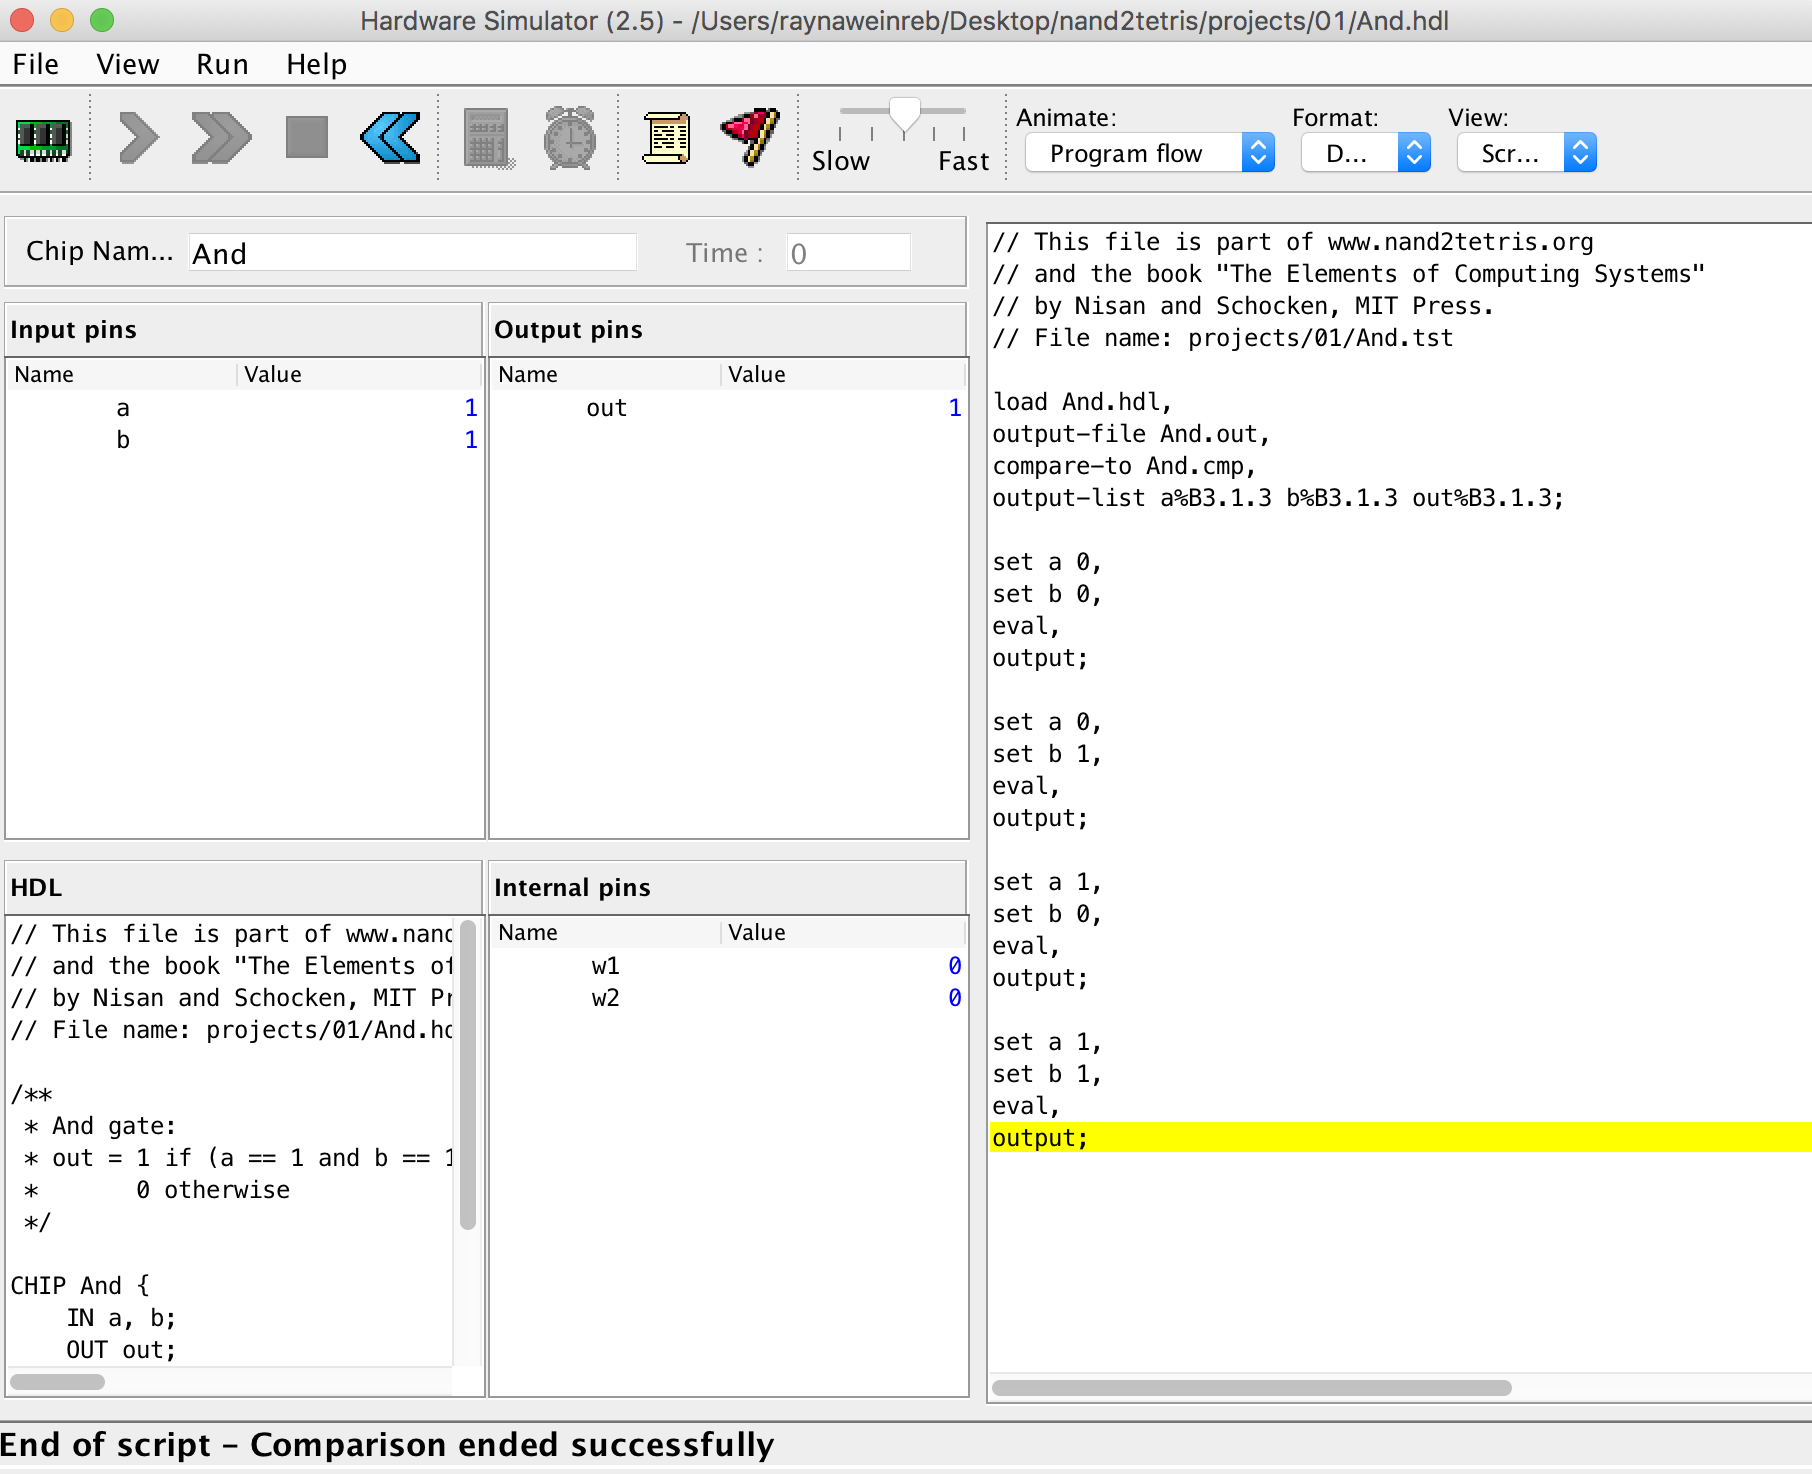 Hardware Simulator (2.5) - /Users/raynaweinreb/Desktop/nand2tetris/projects/01/And.hdl
File View Run Help
Slow Fast
Animate: Format: View:
Program flow D... Scr...
Chip Nam... And Time : 0
Input pins
Name Value
a 1
b 1
Output pins
Name Value
out 1
HDL
// This file is part of www.nand
// and the book "The Elements of
// by Nisan and Schocken, MIT Pr
// File name: projects/01/And.hd
/**
* And gate:
* out = 1 if (a == 1 and b == 1
* 0 otherwise
*/
CHIP And {
IN a, b;
OUT out;
Internal pins
Name Value
w1 0
w2 0
// This file is part of www.nand2tetris.org
// and the book "The Elements of Computing Systems"
// by Nisan and Schocken, MIT Press.
// File name: projects/01/And.tst
load And.hdl,
output-file And.out,
compare-to And.cmp,
output-list a%B3.1.3 b%B3.1.3 out%B3.1.3;
set a 0,
set b 0,
eval,
output;
set a 0,
set b 1,
eval,
output;
set a 1,
set b 0,
eval,
output;
set a 1,
set b 1,
eval,
output;
End of script - Comparison ended successfully